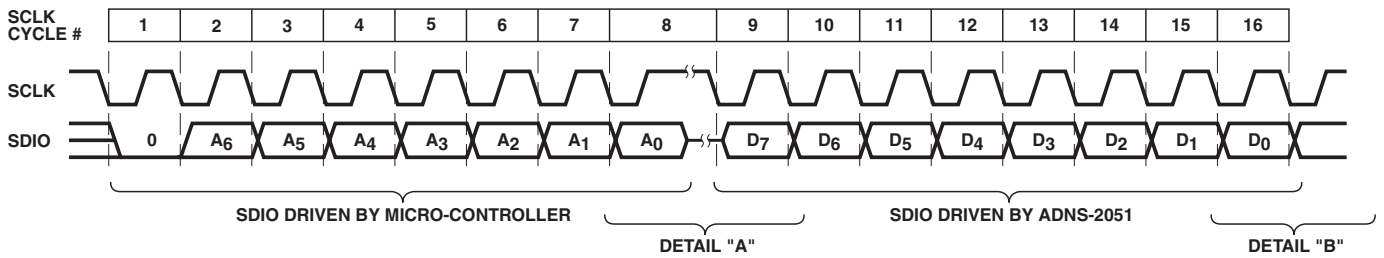 SCLK
CYCLE # 1 2 3 4 5 6 7 8 9 10 11 12 13 14 15 16
SCLK
SDIO 0 A6 A5 A4 A3 A2 A1 A0 D7 D6 D5 D4 D3 D2 D1 D0
SDIO DRIVEN BY MICRO-CONTROLLER SDIO DRIVEN BY ADNS-2051
DETAIL "A" DETAIL "B"